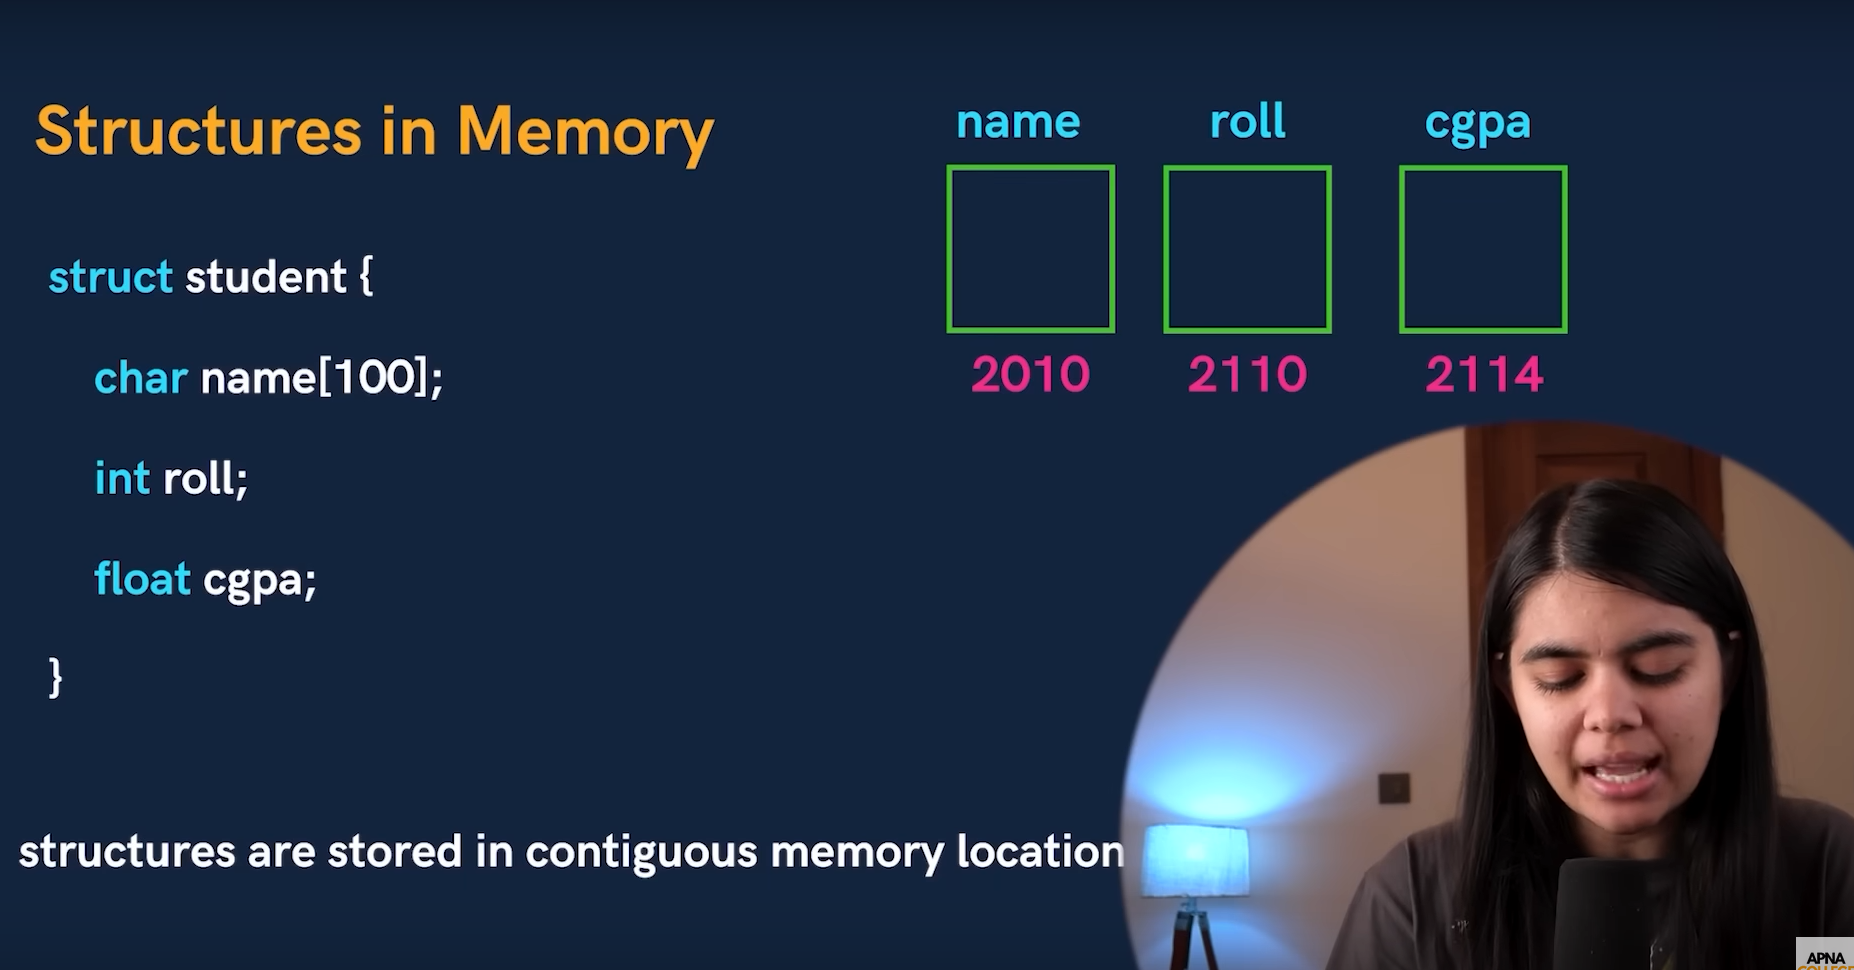 Structures in Memory
name roll cgpa
2010 2110 2114
struct student {
char name[100];
int roll;
float cgpa;
}
structures are stored in contiguous memory location
APNA
COLLEGE